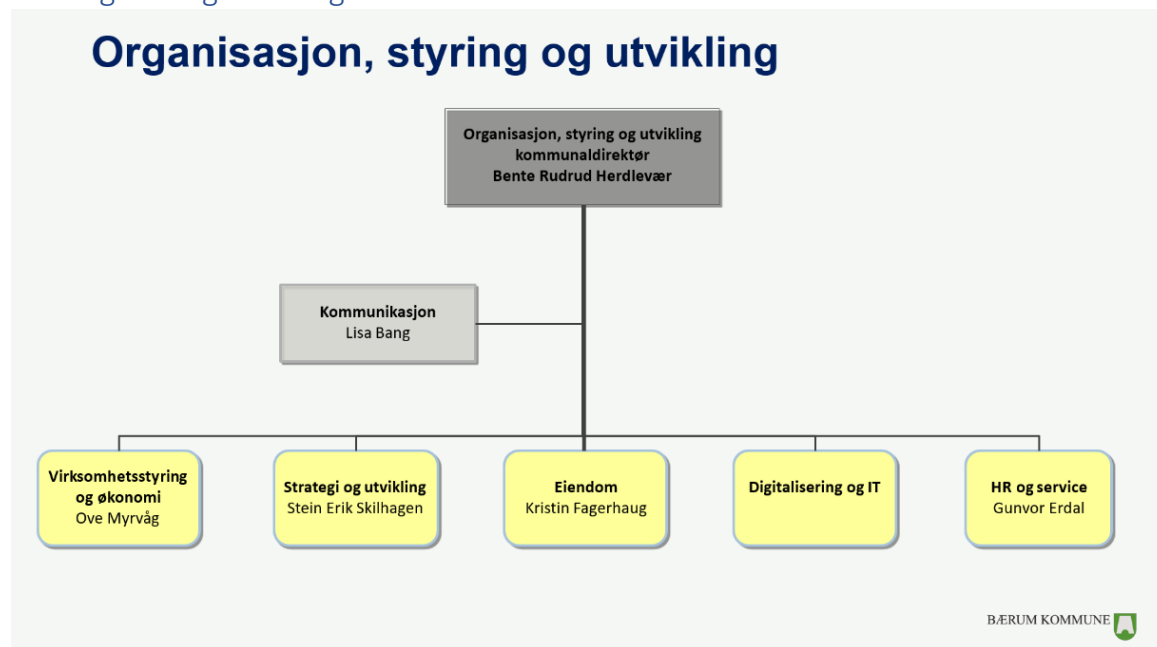 Organisasjon, styring og utvikling
Organisasjon, styring og utvikling
kommunaldirektør
Bente Rudrud Herdlevær
Kommunikasjon
Lisa Bang
Virksomhetsstyring
og økonomi
Ove Myrvåg
Strategi og utvikling
Stein Erik Skilhagen
Eiendom
Kristin Fagerhaug
Digitalisering og IT
HR og service
Gunvor Erdal
BÆRUM KOMMUNE